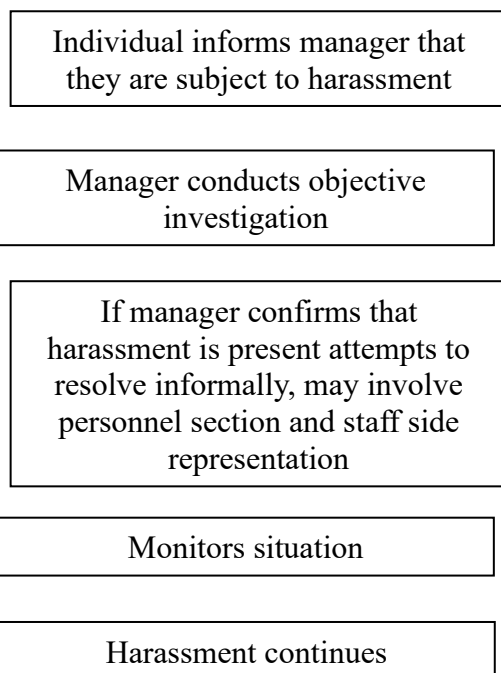 Individual informs manager that
they are subject to harassment
Manager conducts objective
investigation
If manager confirms that
harassment is present attempts to
resolve informally, may involve
personnel section and staff side
representation
Monitors situation
Harassment continues